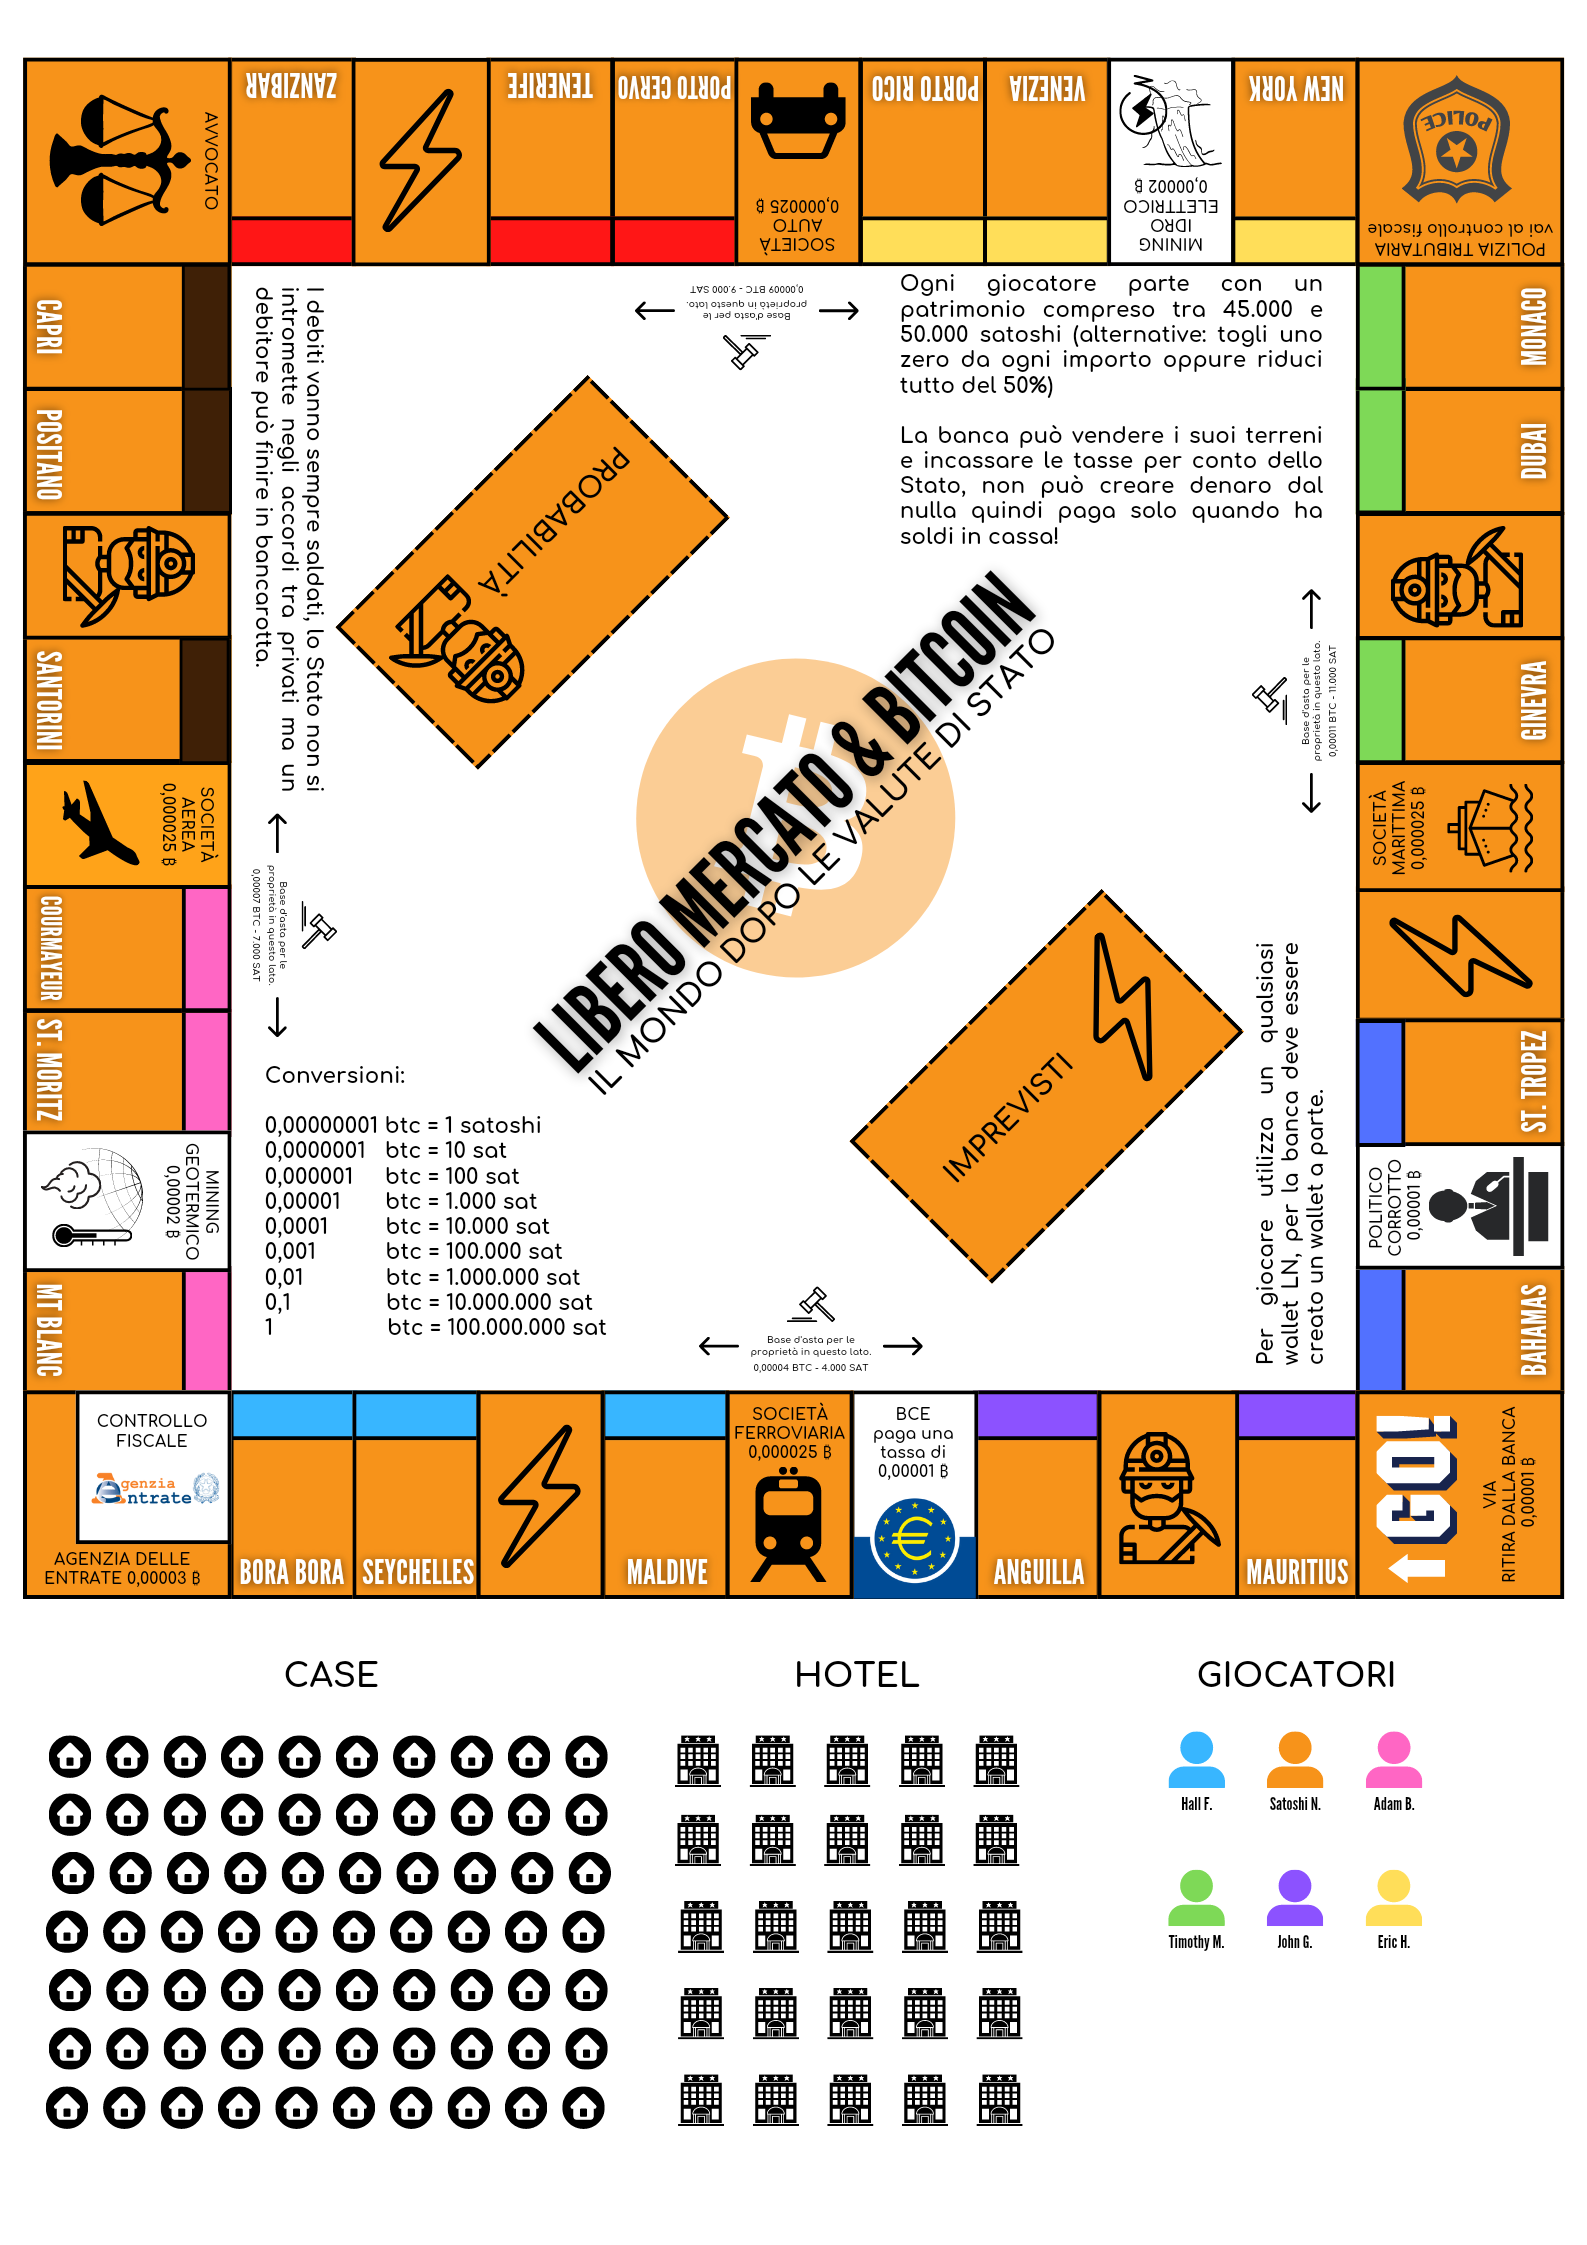 AVVOCATO
ZANZIBAR
TENERIFE
PORTO CERVO
SOCIETÀ
AUTO
0,000025 ₿
PORTO RICO
VENEZIA
MINING
IDRO
ELETTRICO
0,00002 ₿
NEW YORK
POLICE
POLIZIA TRIBUTARIA
vai al controllo fiscale
CAPRI
POSITANO
SANTORINI
SOCIETÀ
AEREA
0,000025 ₿
COURMAYEUR
ST. MORITZ
MINING
GEOTERMICO
0,00002 ₿
MT BLANC
I debiti vanno sempre saldati, lo Stato non si
intromette negli accordi tra privati ma un
debitore può finire in bancarotta.
Base d'asta per le
proprietà in questo lato.
0,00009 BTC - 9.000 SAT
Ogni giocatore parte con un
patrimonio compreso tra 45.000 e
50.000 satoshi (alternative: togli uno
zero da ogni importo oppure riduci
tutto del 50%)
La banca può vendere i suoi terreni
e incassare le tasse per conto dello
Stato, non può creare denaro dal
nulla quindi paga solo quando ha
soldi in cassa!
PROBABILITÀ
LIBERO MERCATO & BITCOIN
IL MONDO DOPO LE VALUTE DI STATO
Base d'asta per le
proprietà in questo lato.
0,00011 BTC - 11.000 SAT
Base d'asta per le
proprietà in questo lato.
0,00007 BTC - 7.000 SAT
IMPREVISTI
Per giocare utilizza un qualsiasi
wallet LN, per la banca deve essere
creato un wallet a parte.
Conversioni:
0,00000001 btc = 1 satoshi
0,0000001 btc = 10 sat
0,000001 btc = 100 sat
0,00001 btc = 1.000 sat
0,0001 btc = 10.000 sat
0,001 btc = 100.000 sat
0,01 btc = 1.000.000 sat
0,1 btc = 10.000.000 sat
1 btc = 100.000.000 sat
Base d'asta per le
proprietà in questo lato.
0,00004 BTC - 4.000 SAT
MONACO
DUBAI
GINEVRA
SOCIETÀ
MARITTIMA
0,000025 ₿
ST. TROPEZ
POLITICO
CORROTTO
0,00001 ₿
BAHAMAS
CONTROLLO
FISCALE
Agenzia
Entrate
AGENZIA DELLE
ENTRATE 0,00003 ₿
BORA BORA
SEYCHELLES
MALDIVE
SOCIETÀ
FERROVIARIA
0,000025 ₿
BCE
paga una
tassa di
0,00001 ₿
€
ANGUILLA
MAURITIUS
GO!
VIA
RITIRA DALLA BANCA
0,00001 ₿
CASE
HOTEL
GIOCATORI
Hall F.
Satoshi N.
Adam B.
Timothy M.
John G.
Eric H.